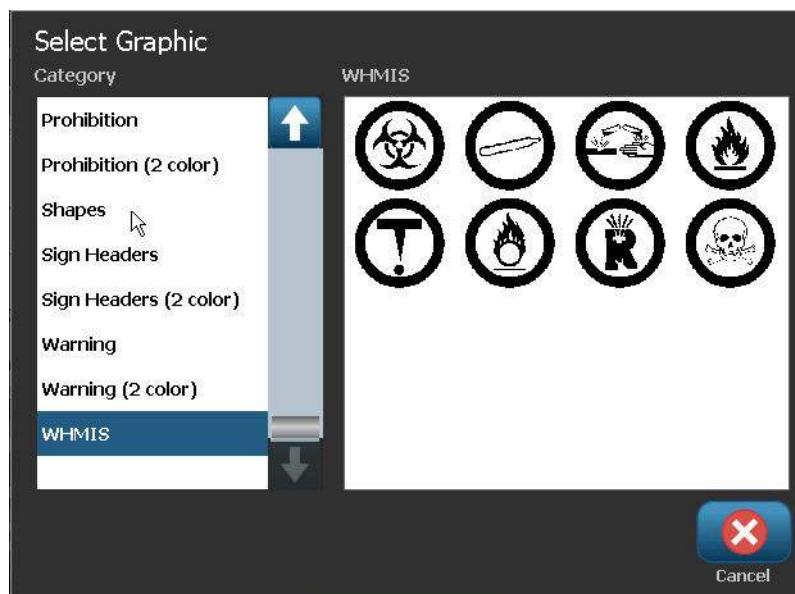 Select Graphic
Category
WHMIS
Prohibition
Prohibition (2 color)
Shapes
Sign Headers
Sign Headers (2 color)
Warning
Warning (2 color)
WHMIS
R
Cancel